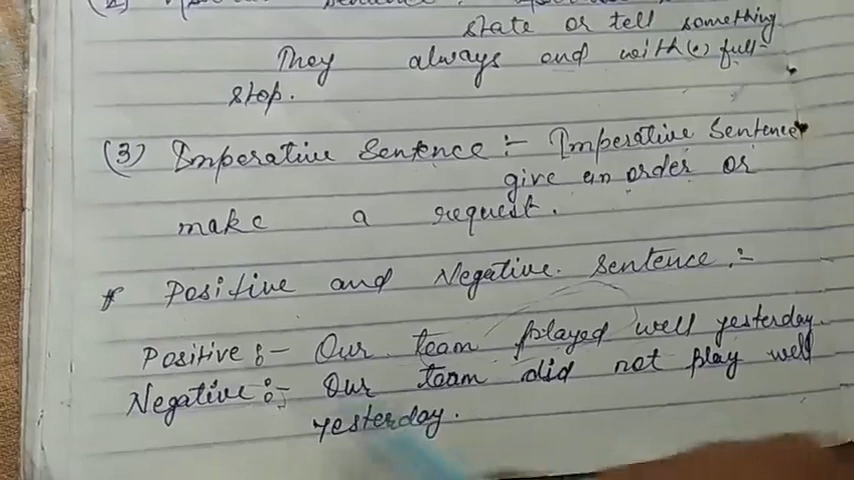 sentence :
state or tell something
They always end with (.) full-
stop.
(3) Imperative Sentence :- Imperative Sentence
give an order or
make a request.
* Positive and Negative. Sentence :-
Positive :- Our team played well yesterday.
Negative :- Our team did not play well
yesterday.